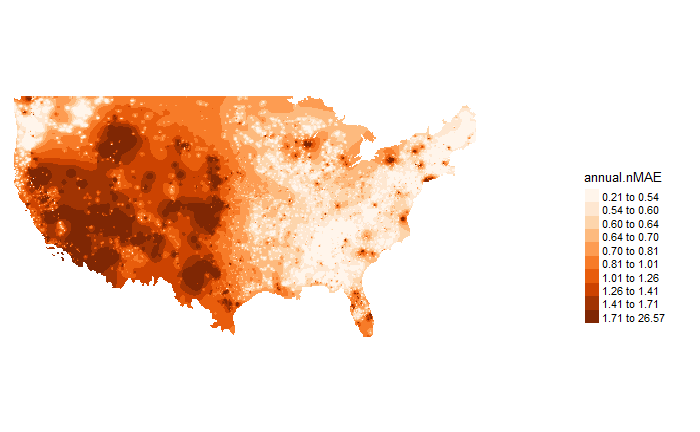 annual.nMAE
0.21 to 0.54
0.54 to 0.60
0.60 to 0.64
0.64 to 0.70
0.70 to 0.81
0.81 to 1.01
1.01 to 1.26
1.26 to 1.41
1.41 to 1.71
1.71 to 26.57